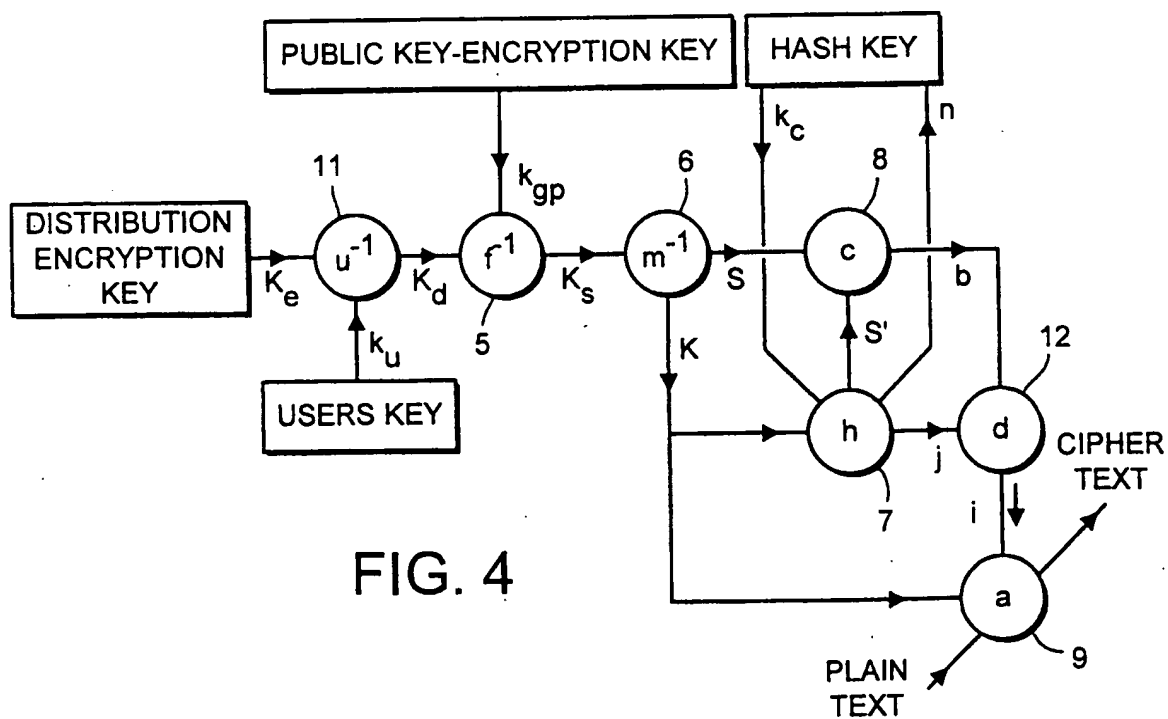 PUBLIC KEY-ENCRYPTION KEY
HASH KEY
k_c
n
11
k_gp
6
8
DISTRIBUTION
ENCRYPTION
KEY
K_e
u^-1
K_d
f^-1
K_s
m^-1
S
c
b
5
k_u
K
S'
12
USERS KEY
h
j
d
CIPHER
TEXT
7
i
FIG. 4
a
PLAIN
TEXT
9